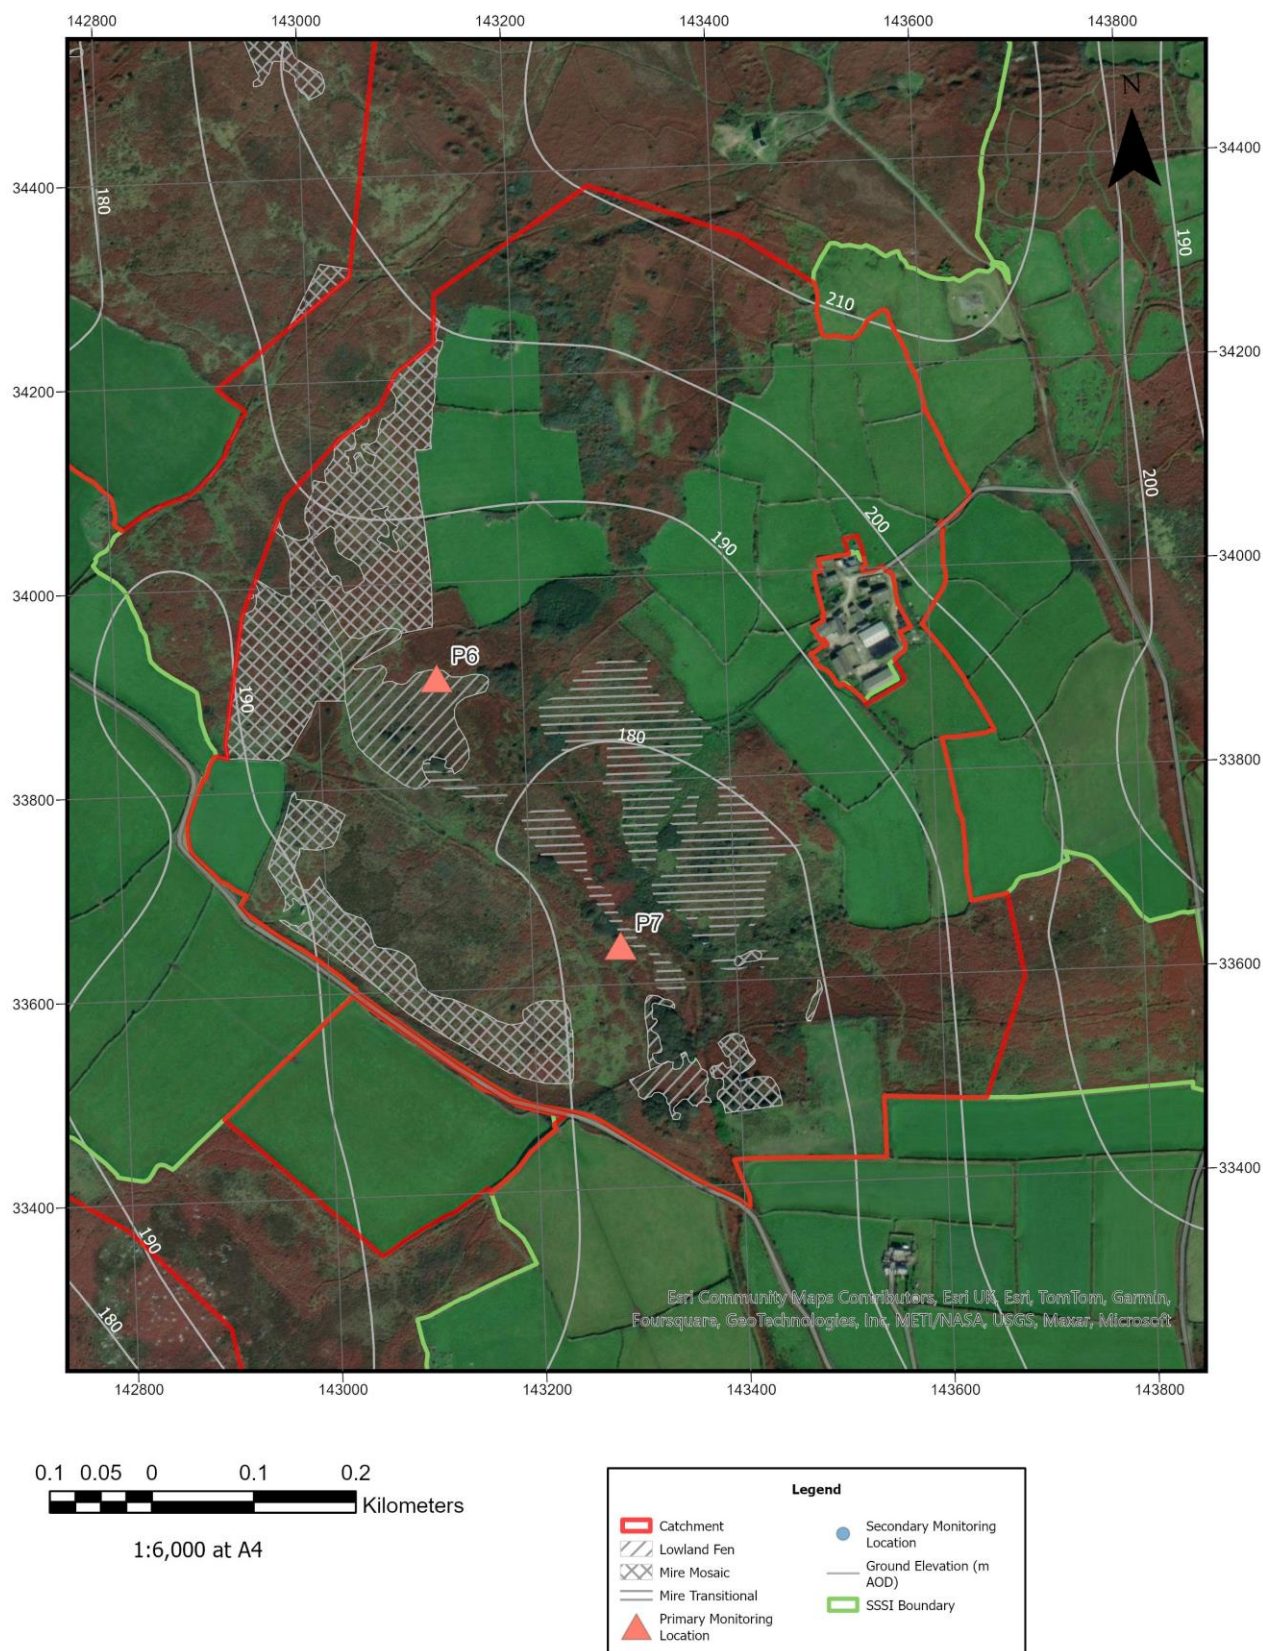 142800 143000 143200 143400 143600 143800
N
34400
34400
180
190
210
34200
34200
200
200
190
34000
34000
P6
190
180
33800
33800
P7
33600
33600
33400
33400
190
180
Esri Community Maps Contributors, Esri UK, Esri, TomTom, Garmin,
Foursquare, GeoTechnologies, Inc, METI/NASA, USGS, Maxar, Microsoft
142800 143000 143200 143400 143600 143800
0.1 0.05 0 0.1 0.2
Kilometers
1:6,000 at A4
Legend
Catchment
Lowland Fen
Mire Mosaic
Mire Transitional
Primary Monitoring
Location
Secondary Monitoring
Location
Ground Elevation (m
AOD)
SSSI Boundary